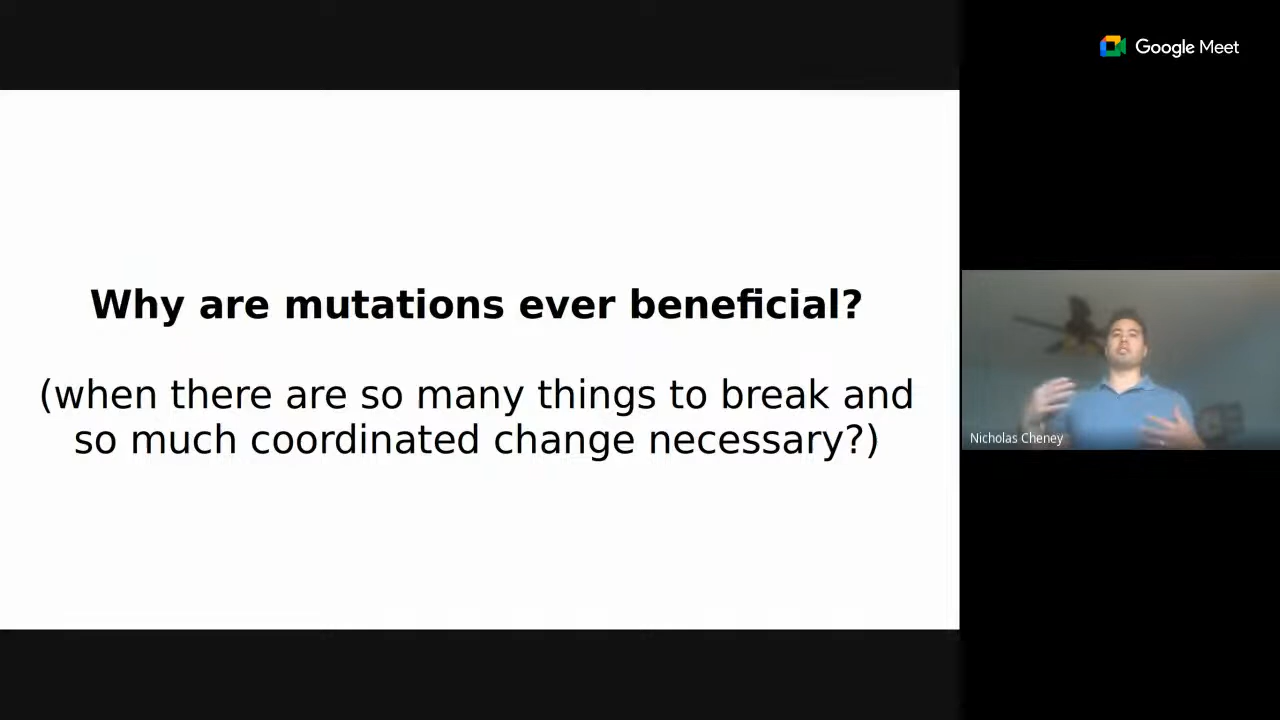 Google Meet
Why are mutations ever beneficial?
(when there are so many things to break and
so much coordinated change necessary?)
Nicholas Cheney